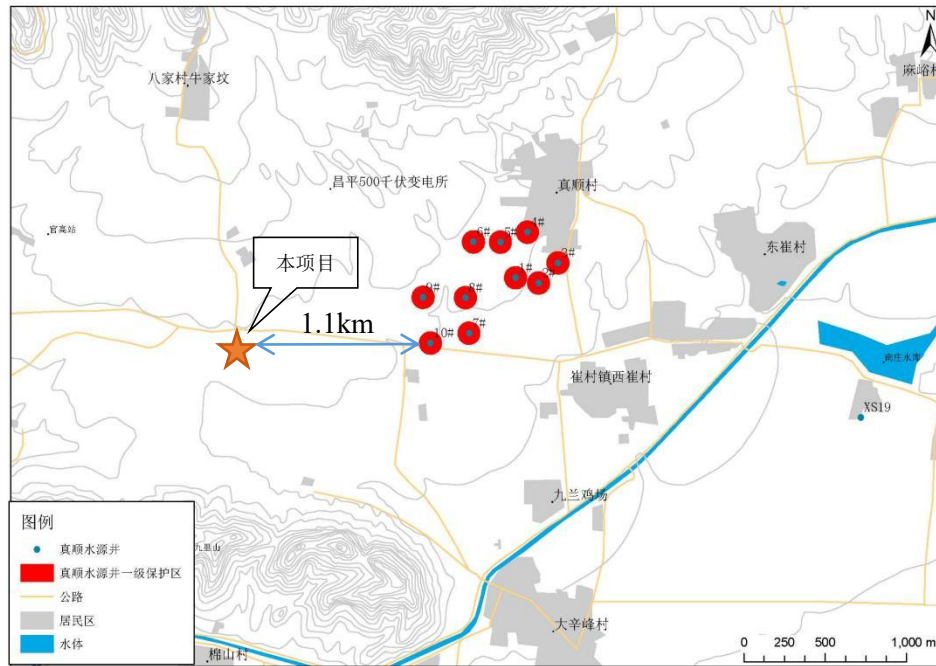 N
八家村牛家坟
麻峪村
昌平500千伏变电所
真顺村
官高站
4#
6#
5#
东崔村
本项目
3#
1#
2#
9#
8#
1.1km
7#
10#
崔村镇西崔村
XS19
九兰鸡场
图例
真顺水源井
真顺水源井一级保护区
公路
居民区
水体
九里山
大辛峰村
棉山村
0 250 500 1,000 m